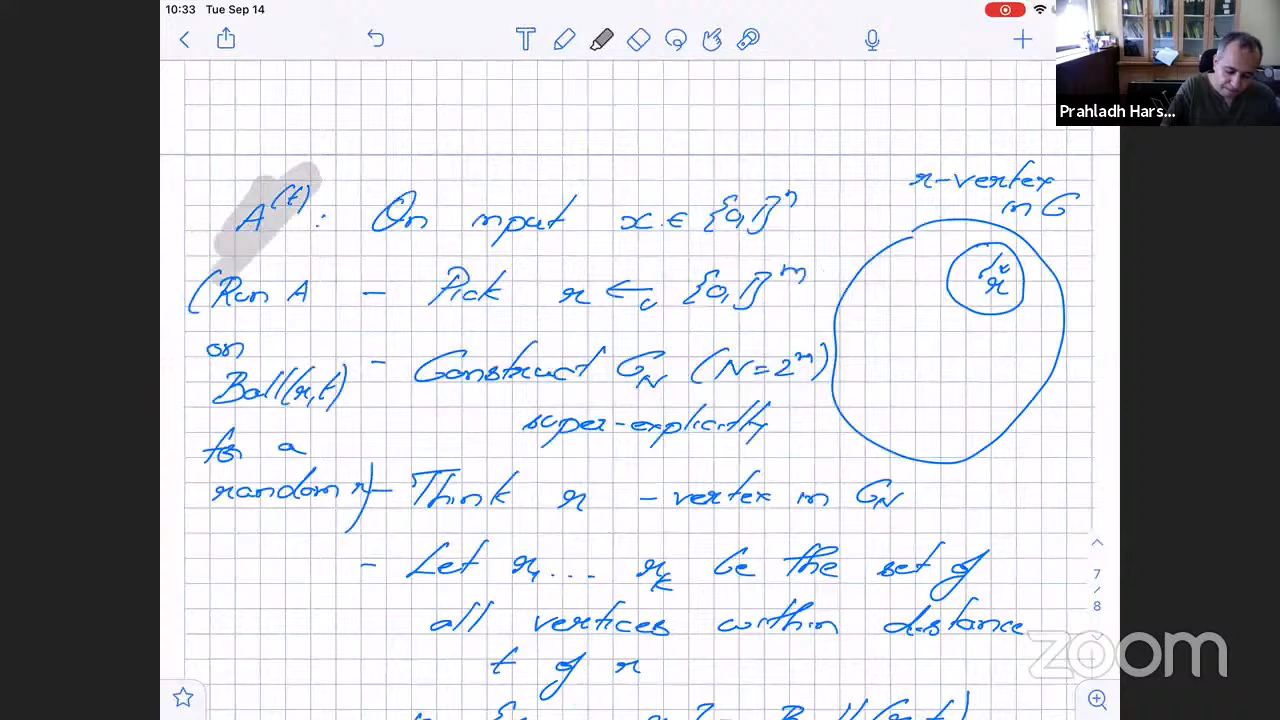 10:33 Tue Sep 14
Prahladh Hars...
r-vertex
in G
A^(t): On input x ∈ {0,1}^n
(Run A on Ball(r,t) for a random r)
- Pick r ←_U {0,1}^m
- Construct G_N (N=2^m)
super-explicitly
- Think r - vertex in G_N
- Let r_1 ... r_k be the set of
all vertices within distance
t of r
t
r
7
/
8
zoom